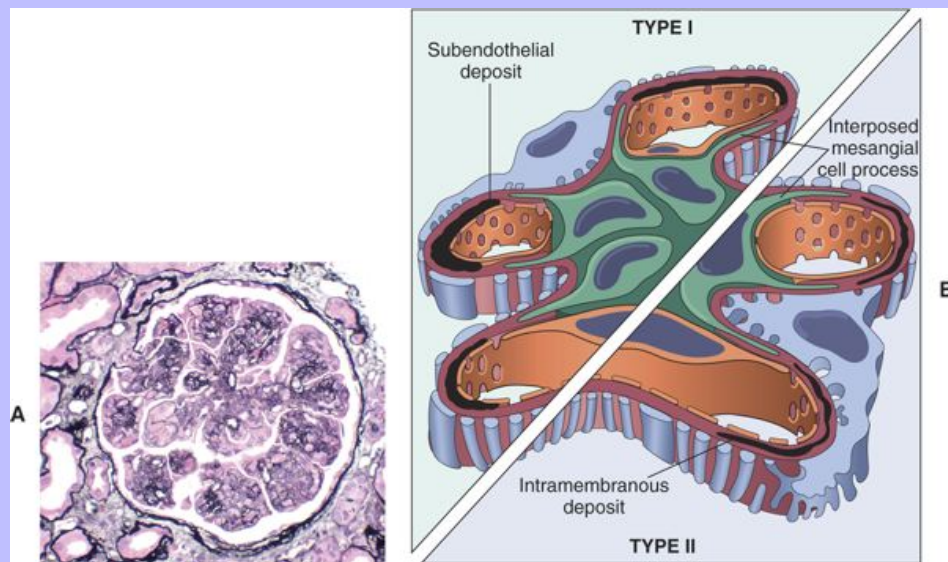 TYPE I
Subendothelial
deposit
Interposed
mesangial
cell process
A
Intramembranous
deposit
TYPE II